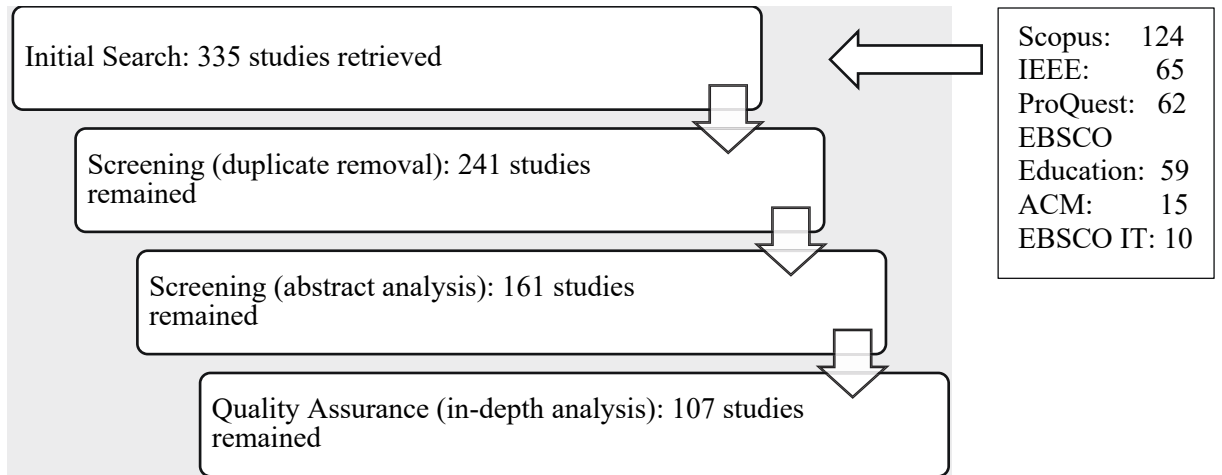 Initial Search: 335 studies retrieved
Screening (duplicate removal): 241 studies
remained
Screening (abstract analysis): 161 studies
remained
Quality Assurance (in-depth analysis): 107 studies
remained
Scopus: 124
IEEE: 65
ProQuest: 62
EBSCO
Education: 59
ACM: 15
EBSCO IT: 10